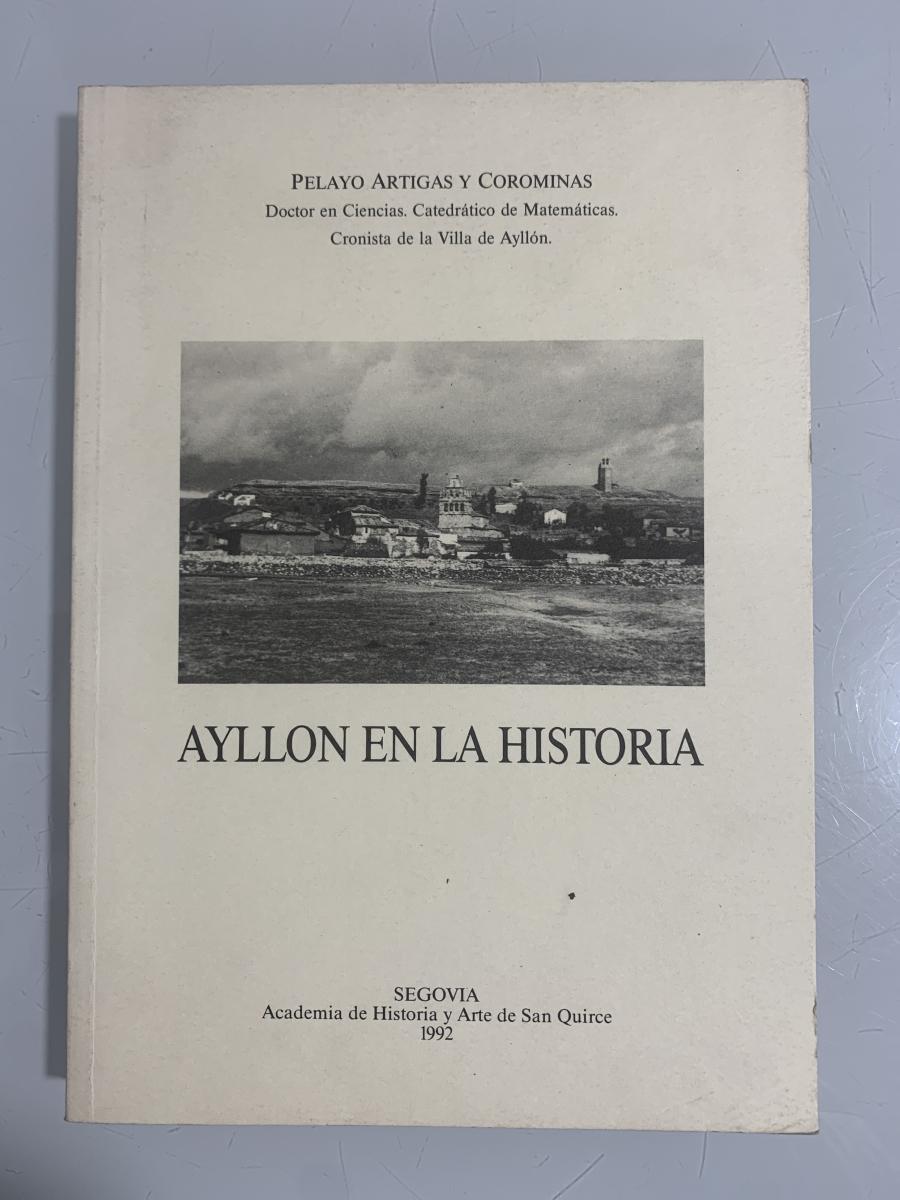 PELAYO ARTIGAS Y COROMINAS
Doctor en Ciencias. Catedrático de Matemáticas.
Cronista de la Villa de Ayllón.
AYLLON EN LA HISTORIA
SEGOVIA
Academia de Historia y Arte de San Quirce
1992